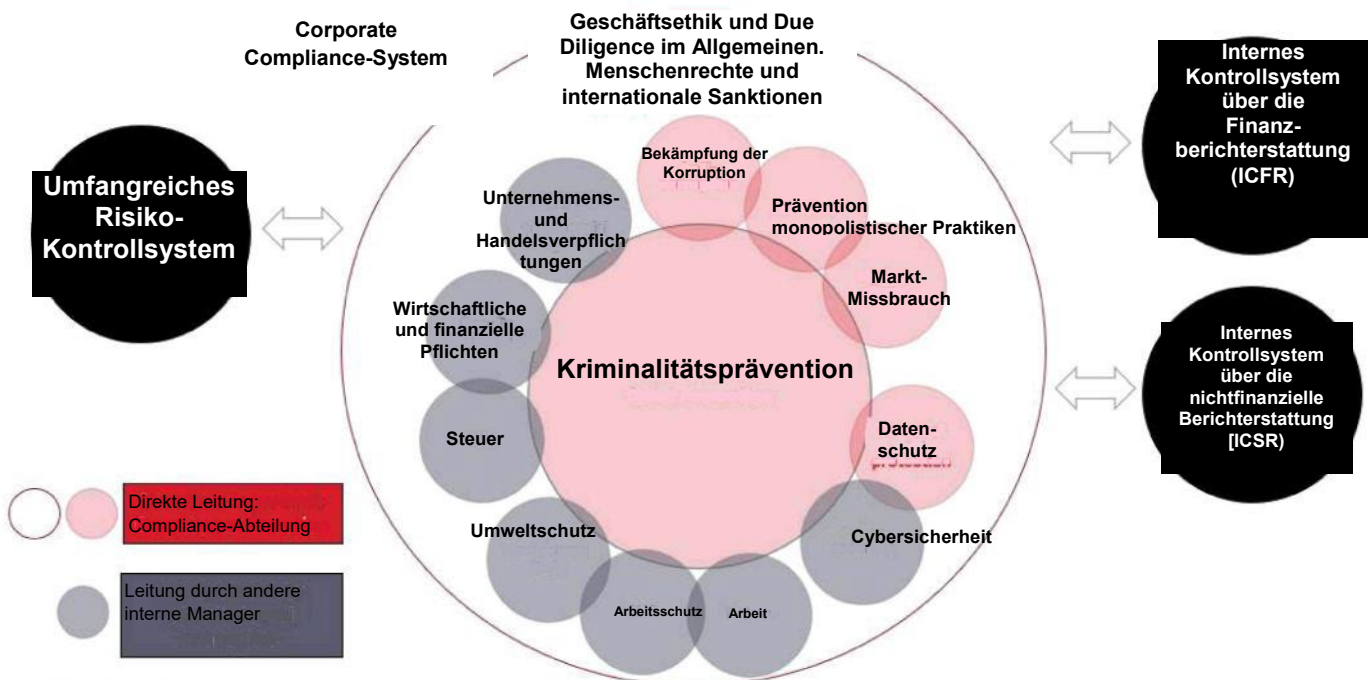 Corporate
Compliance-System
Geschäftsethik und Due
Diligence im Allgemeinen.
Menschenrechte und
internationale Sanktionen
Internes
Kontrollsystem
über die
Finanz-
berichterstattung
(ICFR)
Umfangreiches
Risiko-
Kontrollsystem
Bekämpfung der
Korruption
Unternehmens-
und
Handelsverpflich
tungen
Prävention
monopolistischer Praktiken
Markt-
Missbrauch
Wirtschaftliche
und finanzielle
Pflichten
Kriminalitätsprävention
Internes
Kontrollsystem
über die
nichtfinanzielle
Berichterstattung
[ICSR)
Steuer
Daten-
schutz
Direkte Leitung:
Compliance-Abteilung
Umweltschutz
Cybersicherheit
Leitung durch andere
interne Manager
Arbeitsschutz
Arbeit